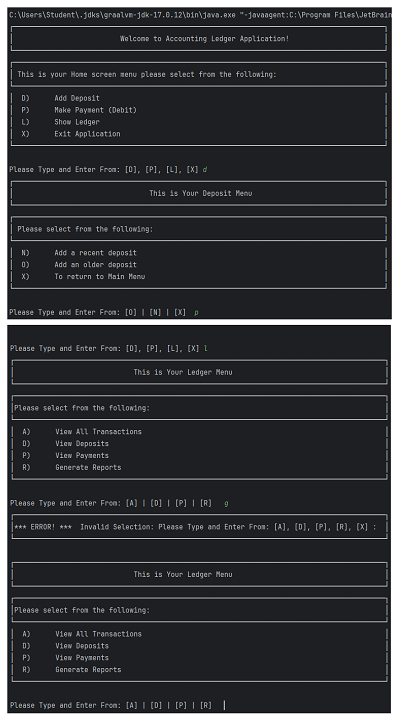 C:\Users\Student\.jdks\graalvm-jdk-17.0.12\bin\java.exe "-javaagent:C:\Program Files\JetBrain
Welcome to Accounting Ledger Application!
This is your Home screen menu please select from the following:
D) Add Deposit
P) Make Payment (Debit)
L) Show Ledger
X) Exit Application
Please Type and Enter From: [D], [P], [L], [X] d
This is Your Deposit Menu
Please select from the following:
N) Add a recent deposit
O) Add an older deposit
X) To return to Main Menu
Please Type and Enter From: [O] | [N] | [X] p
Please Type and Enter From: [D], [P], [L], [X] l
This is Your Ledger Menu
Please select from the following:
A) View All Transactions
D) View Deposits
P) View Payments
R) Generate Reports
Please Type and Enter From: [A] | [D] | [P] | [R] g
*** ERROR! *** Invalid Selection: Please Type and Enter From: [A], [D], [P], [R], [X] :
This is Your Ledger Menu
Please select from the following:
A) View All Transactions
D) View Deposits
P) View Payments
R) Generate Reports
Please Type and Enter From: [A] | [D] | [P] | [R]